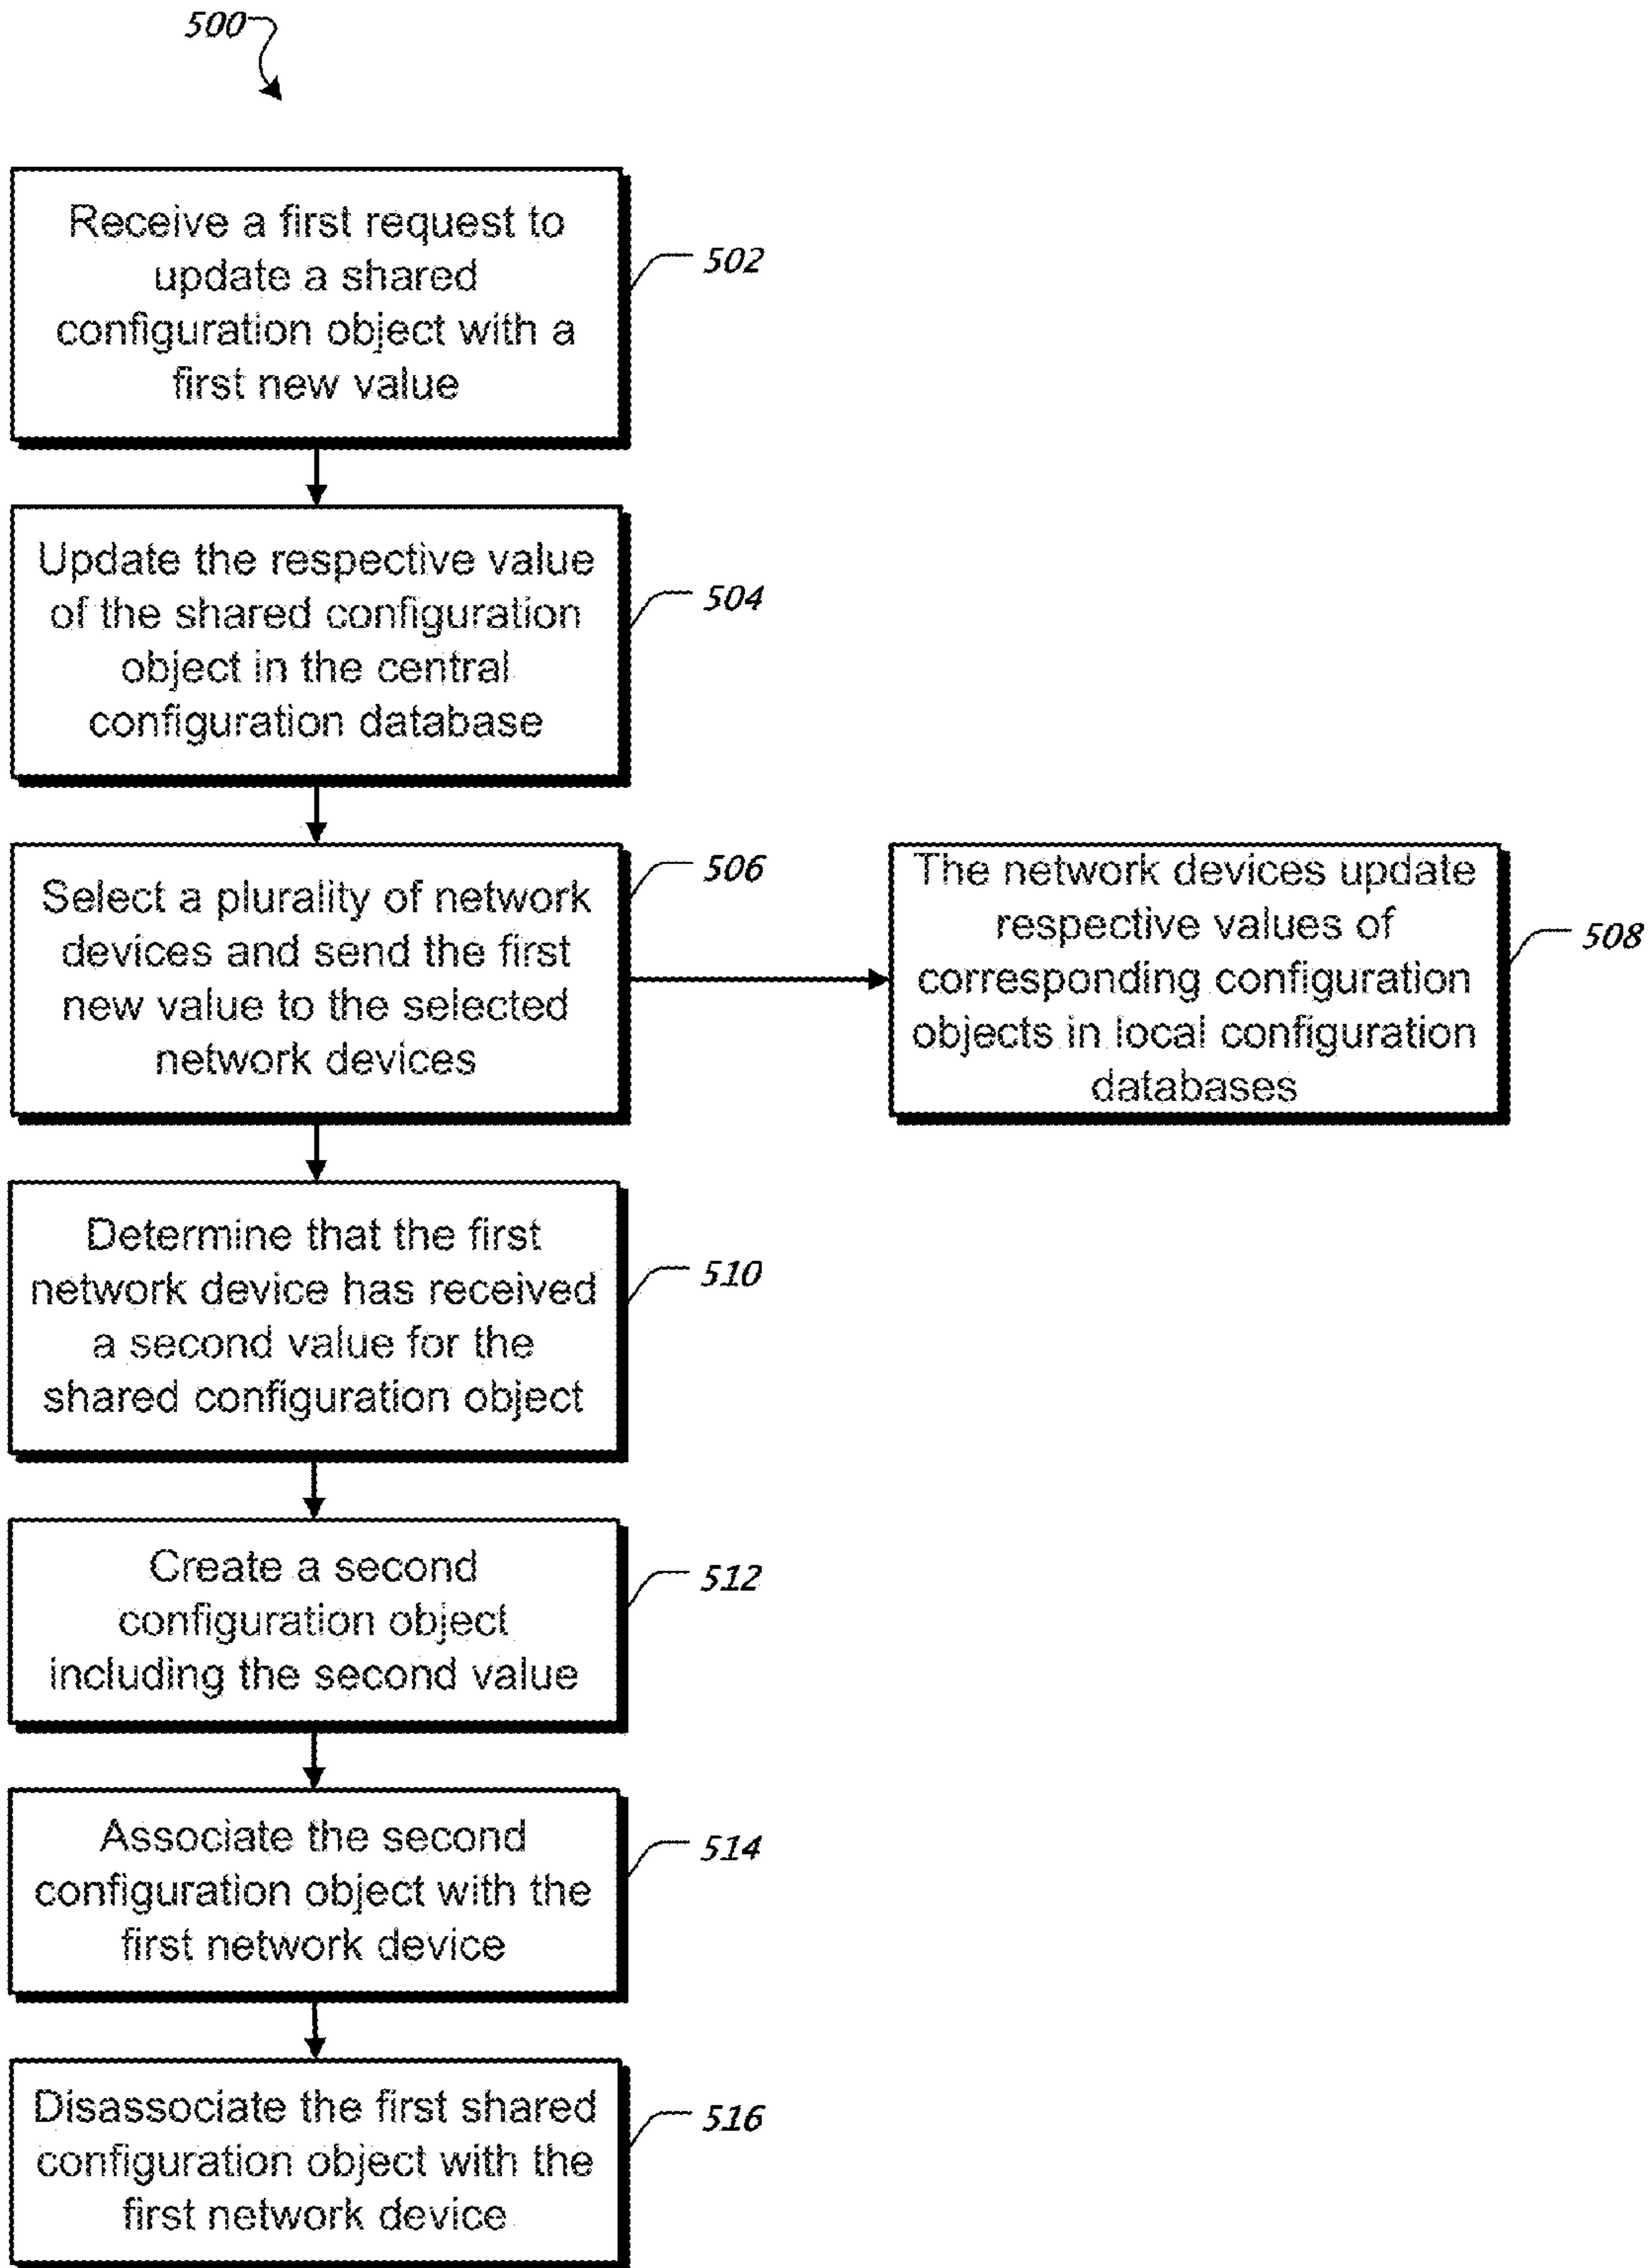 500
Receive a first request to
update a shared
configuration object with a
first new value
502
Update the respective value
of the shared configuration
object in the central
configuration database
504
Select a plurality of network
devices and send the first
new value to the selected
network devices
506
The network devices update
respective values of
corresponding configuration
objects in local configuration
databases
508
Determine that the first
network device has received
a second value for the
shared configuration object
510
Create a second
configuration object
including the second value
512
Associate the second
configuration object with the
first network device
514
Disassociate the first shared
configuration object with the
first network device
516